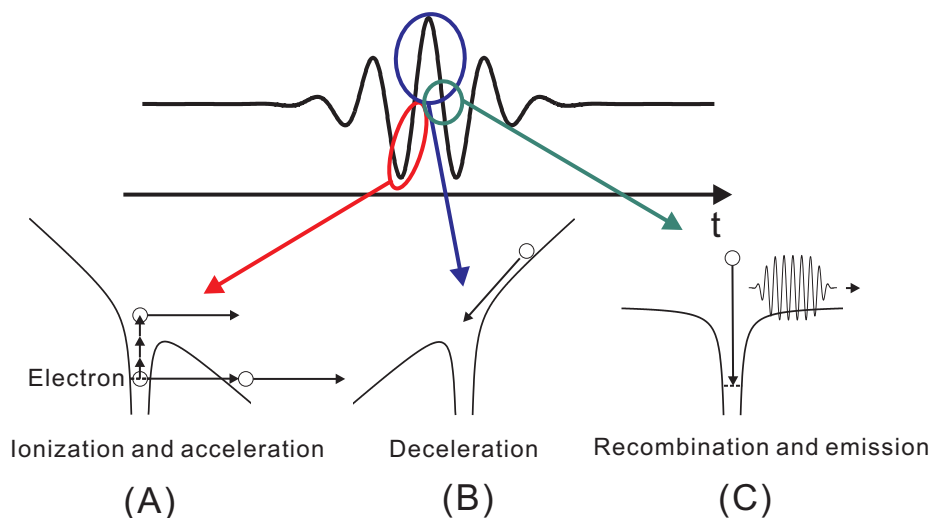 t
Electron
Ionization and acceleration
Deceleration
Recombination and emission
(A)
(B)
(C)